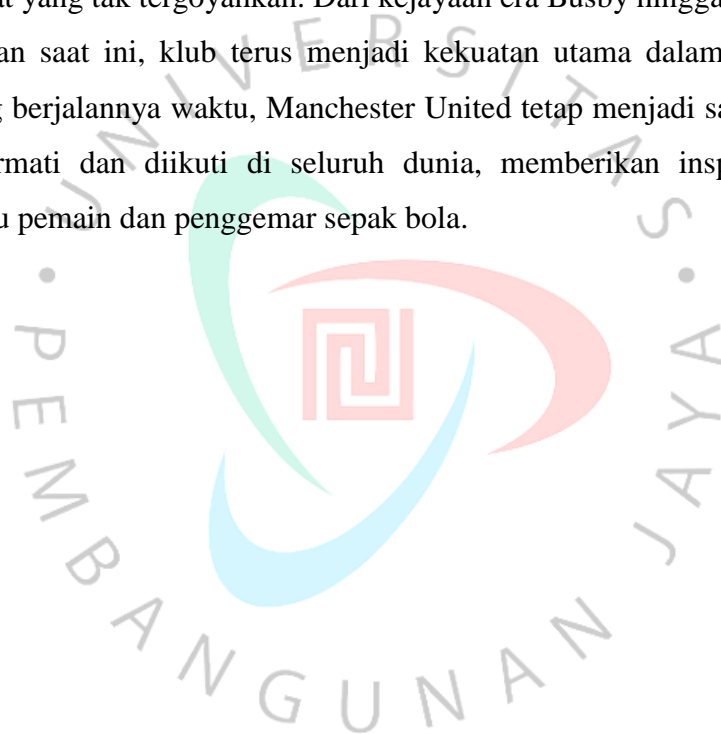 at yang tak tergoyahkan. Dari kejayaan era Busby hingga
an saat ini, klub terus menjadi kekuatan utama dalam
g berjalannya waktu, Manchester United tetap menjadi sa
rmati dan diikuti di seluruh dunia, memberikan insp
u pemain dan penggemar sepak bola.
UNIVERSITAS
PEMBANGUNAN JAYA